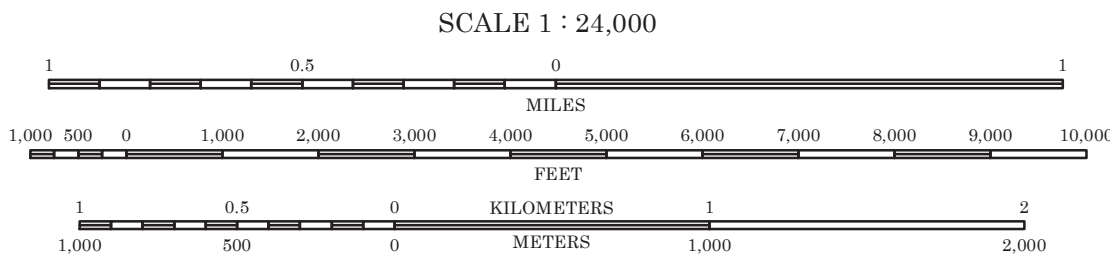 SCALE 1 : 24,000
1 0.5 0 1
MILES
1,000 500 0 1,000 2,000 3,000 4,000 5,000 6,000 7,000 8,000 9,000 10,000
FEET
1 0.5 0 KILOMETERS 1 2
1,000 500 0 METERS 1,000 2,000